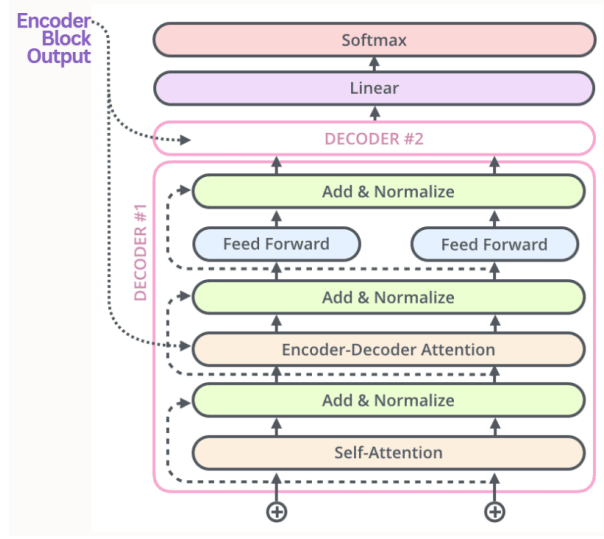 Encoder
Block
Output
Softmax
Linear
DECODER #2
DECODER #1
Add & Normalize
Feed Forward
Feed Forward
Add & Normalize
Encoder-Decoder Attention
Add & Normalize
Self-Attention